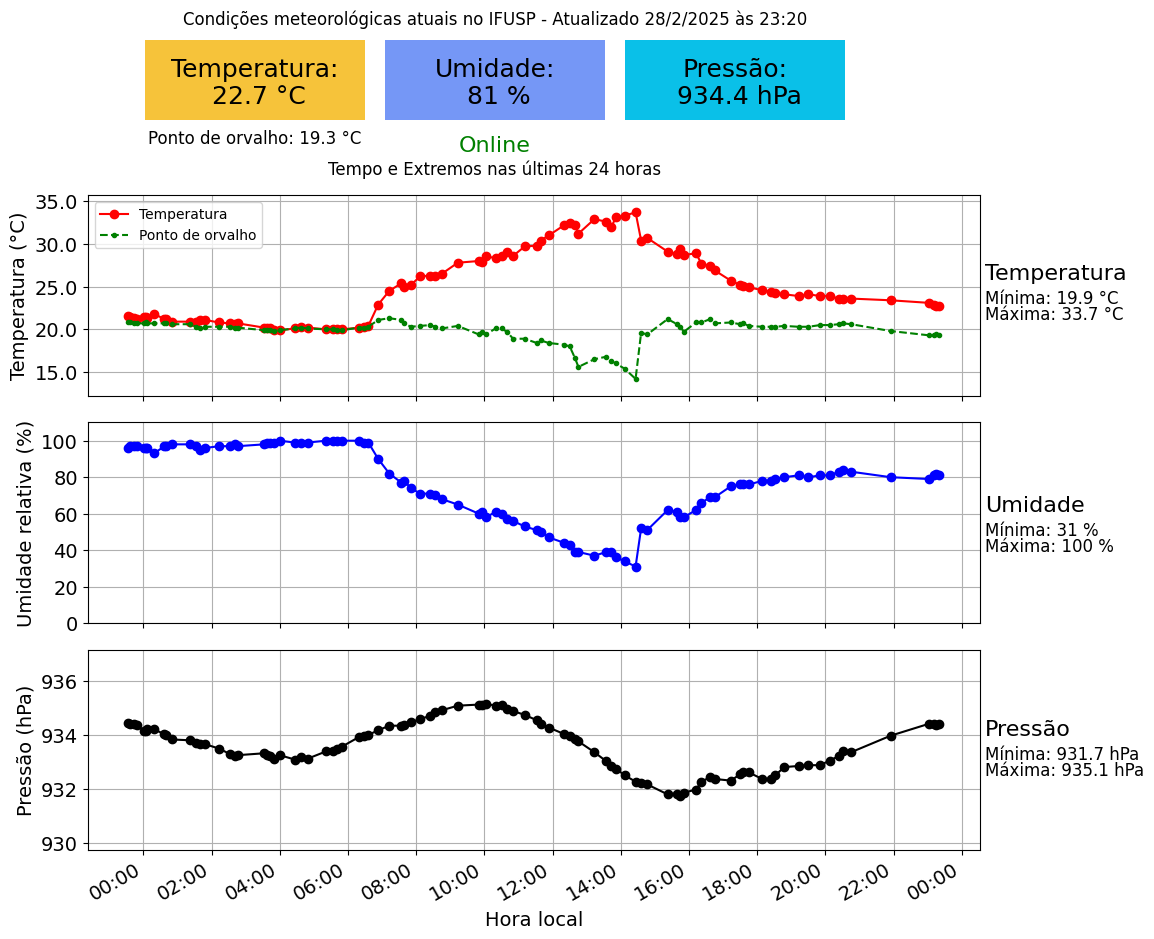 Condições meteorológicas atuais no IFUSP - Atualizado 28/2/2025 às 23:20
Temperatura:
22.7 °C
Umidade:
81 %
Pressão:
934.4 hPa
Ponto de orvalho: 19.3 °C
Online
Tempo e Extremos nas últimas 24 horas
Temperatura (°C)
35.0
30.0
25.0
20.0
15.0
Temperatura
Ponto de orvalho
Temperatura
Mínima: 19.9 °C
Máxima: 33.7 °C
Umidade relativa (%)
100
80
60
40
20
0
Umidade
Mínima: 31 %
Máxima: 100 %
Pressão (hPa)
936
934
932
930
Pressão
Mínima: 931.7 hPa
Máxima: 935.1 hPa
00:00 02:00 04:00 06:00 08:00 10:00 12:00 14:00 16:00 18:00 20:00 22:00 00:00
Hora local